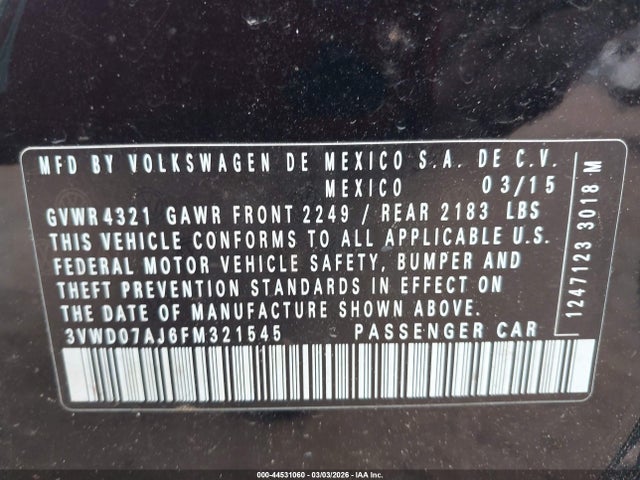 MFD BY VOLKSWAGEN DE MEXICO S.A. DE C.V.
MEXICO 03/15
GVWR 4321 GAWR FRONT 2249 / REAR 2183 LBS
THIS VEHICLE CONFORMS TO ALL APPLICABLE U.S.
FEDERAL MOTOR VEHICLE SAFETY, BUMPER AND
THEFT PREVENTION STANDARDS IN EFFECT ON
THE DATE OF MANUFACTURE SHOWN ABOVE.
3VWD07AJ6FM321545 PASSENGER CAR
1247123 3018 M
000-44531060 - 03/03/2026 - IAA Inc.